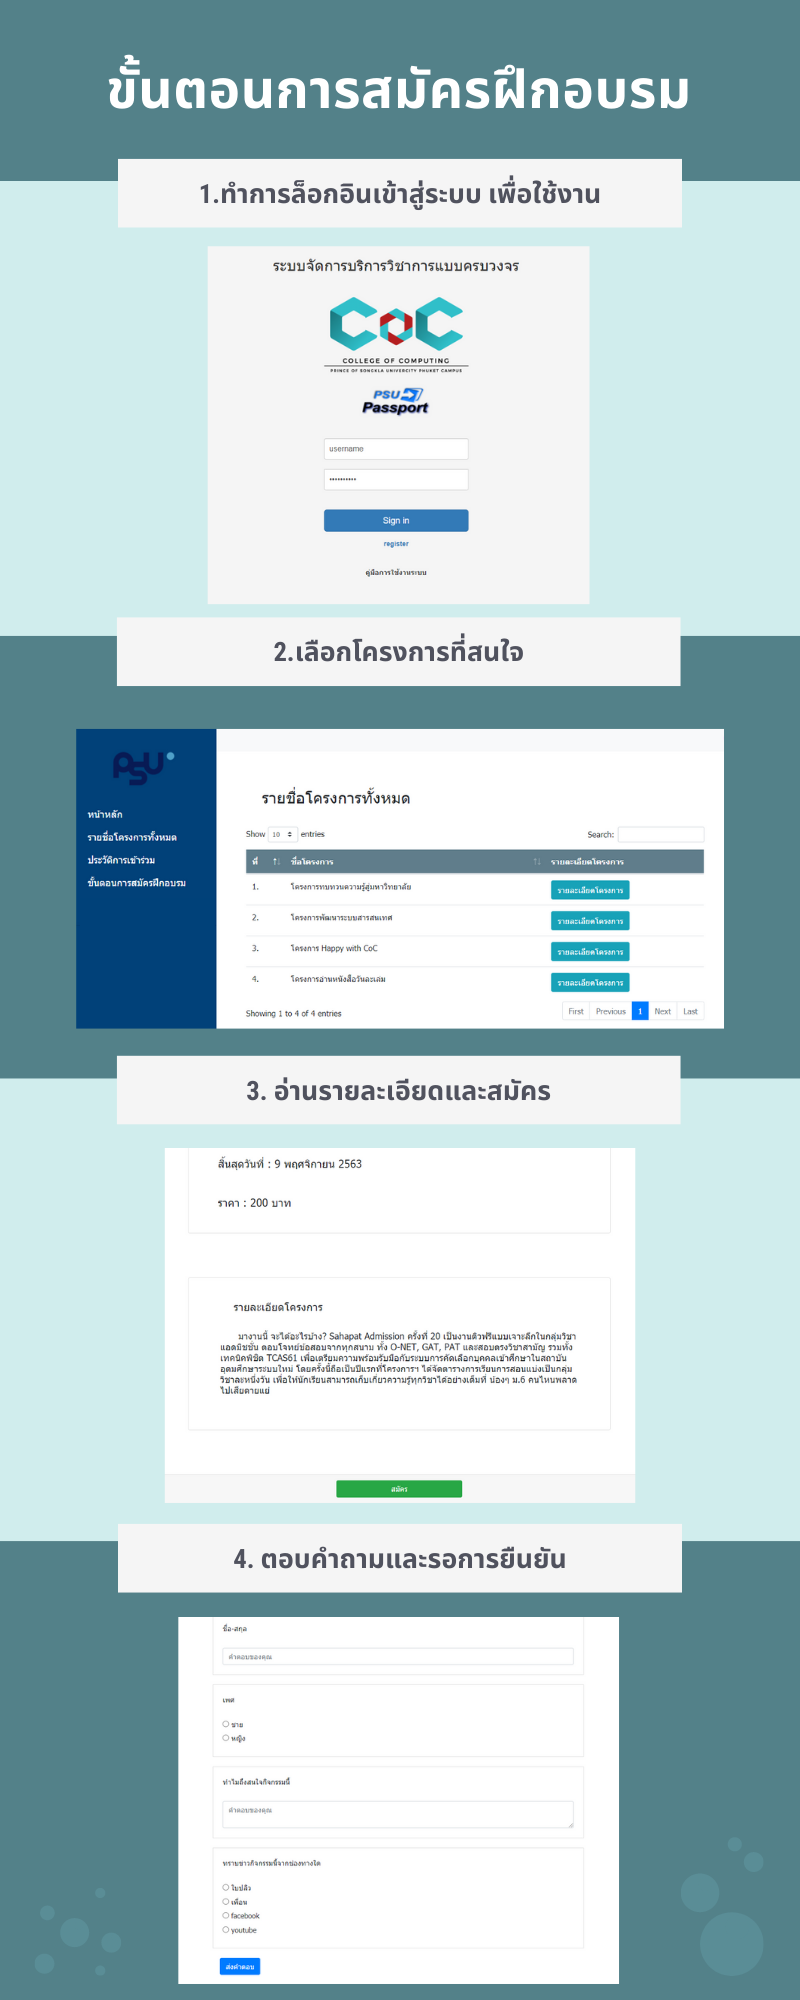 ขั้นตอนการสมัครฝึกอบรม
1.ทำการล็อกอินเข้าสู่ระบบ เพื่อใช้งาน
ระบบจัดการบริการวิชาการแบบครบวงจร
CoC
COLLEGE OF COMPUTING
PRINCE OF SONGKLA UNIVERCITY PHUKET CAMPUS
PSU
Passport
username
••••••••••
Sign in
register
คู่มือการใช้งานระบบ
2.เลือกโครงการที่สนใจ
PSU
หน้าหลัก
รายชื่อโครงการทั้งหมด
ประวัติการเข้าร่วม
ขั้นตอนการสมัครฝึกอบรม
รายชื่อโครงการทั้งหมด
Show 10 entries Search:
ที่ ชื่อโครงการ รายละเอียดโครงการ
1. โครงการทบทวนความรู้สู่มหาวิทยาลัย รายละเอียดโครงการ
2. โครงการพัฒนาระบบสารสนเทศ รายละเอียดโครงการ
3. โครงการ Happy with CoC รายละเอียดโครงการ
4. โครงการอ่านหนังสือวันละเล่ม รายละเอียดโครงการ
Showing 1 to 4 of 4 entries First Previous 1 Next Last
3. อ่านรายละเอียดและสมัคร
สิ้นสุดวันที่ : 9 พฤศจิกายน 2563
ราคา : 200 บาท
รายละเอียดโครงการ
มางานนี้ จะได้อะไรบ้าง? Sahapat Admission ครั้งที่ 20 เป็นงานติวฟรีแบบเจาะลึกในกลุ่มวิชา
แอดมิชชั่น ตอบโจทย์ข้อสอบจากทุกสนาม ทั้ง O-NET, GAT, PAT และสอบตรงวิชาสามัญ รวมทั้ง
เทคนิคพิชิต TCAS61 เพื่อเตรียมความพร้อมรับมือกับระบบการคัดเลือกบุคคลเข้าศึกษาในสถาบัน
อุดมศึกษาระบบใหม่ โดยครั้งนี้ถือเป็นปีแรกที่โครงการฯ ได้จัดตารางการเรียนการสอนแบ่งเป็นกลุ่ม
วิชาละหนึ่งวัน เพื่อให้นักเรียนสามารถเก็บเกี่ยวความรู้ทุกวิชาได้อย่างเต็มที่ น้องๆ ม.6 คนไหนพลาด
ไปเสียดายแย่
สมัคร
4. ตอบคำถามและรอการยืนยัน
ชื่อ-สกุล
คำตอบของคุณ
เพศ
ชาย
หญิง
ทำไมถึงสนใจกิจกรรมนี้
คำตอบของคุณ
ทราบข่าวกิจกรรมนี้จากช่องทางใด
ใบปลิว
เพื่อน
facebook
youtube
ส่งคำตอบ